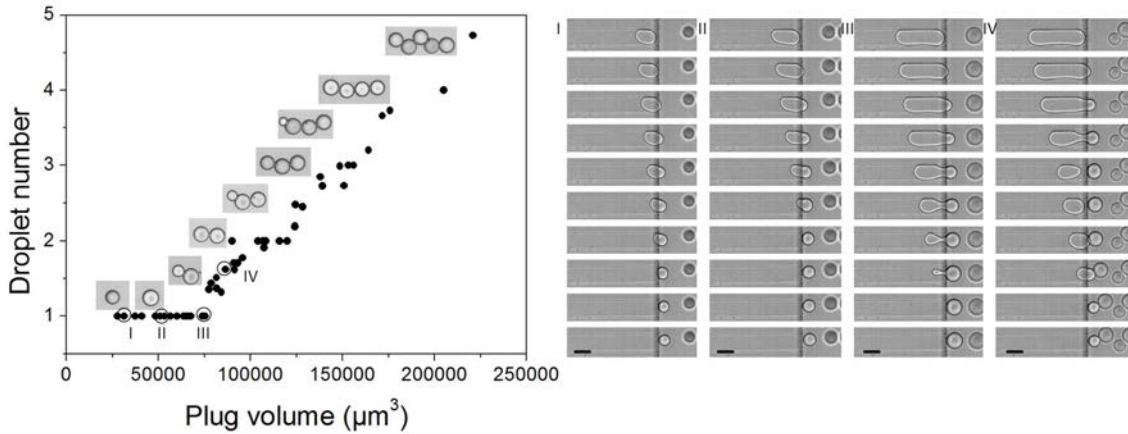 5
4
3
2
1
Droplet number
I
II
III
IV
0
50000
100000
150000
200000
250000
Plug volume (µm³)
I
II
III
IV